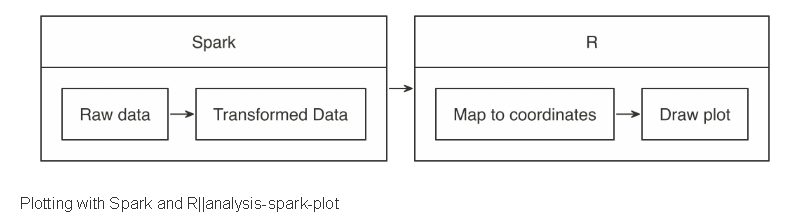 Spark
R
Raw data
Transformed Data
Map to coordinates
Draw plot
Plotting with Spark and R||analysis-spark-plot